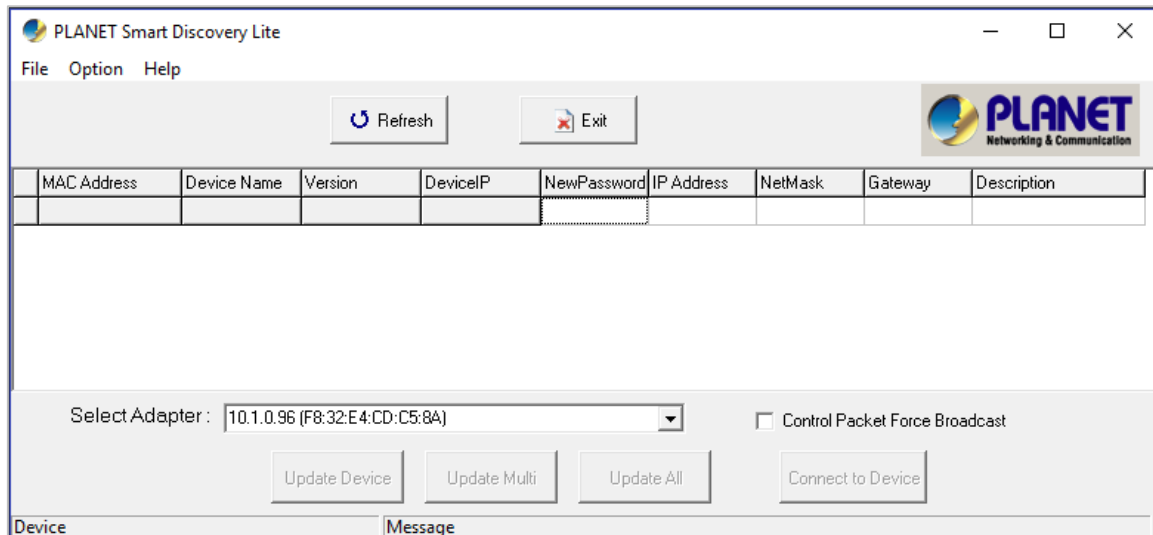 PLANET Smart Discovery Lite
File Option Help
Refresh Exit
PLANET
Networking & Communication
MAC Address Device Name Version DeviceIP NewPassword IP Address NetMask Gateway Description
Select Adapter : 10.1.0.96 (F8:32:E4:CD:C5:8A) Control Packet Force Broadcast
Update Device Update Multi Update All Connect to Device
Device Message